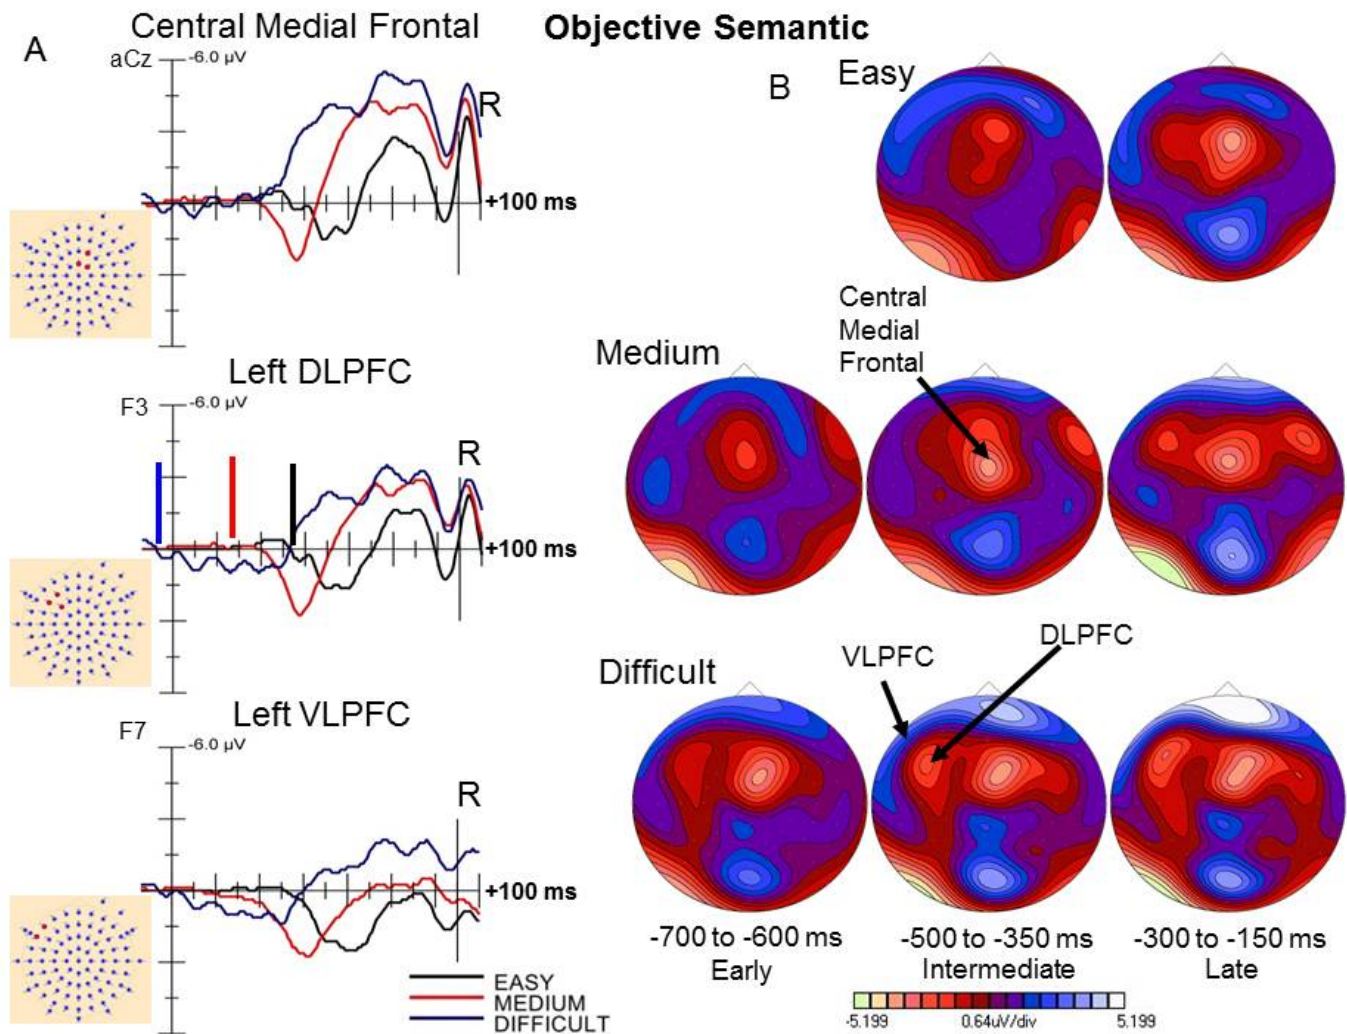 Central Medial Frontal
Objective Semantic
A
aCz
-6.0 µV
R
+100 ms
B
Easy
Left DLPFC
F3
-6.0 µV
R
+100 ms
Medium
Central
Medial
Frontal
Left VLPFC
F7
-6.0 µV
R
+100 ms
Difficult
VLPFC
DLPFC
EASY
MEDIUM
DIFFICULT
-700 to -600 ms
Early
-500 to -350 ms
Intermediate
-300 to -150 ms
Late
-5.199
0.64uV/div
5.199